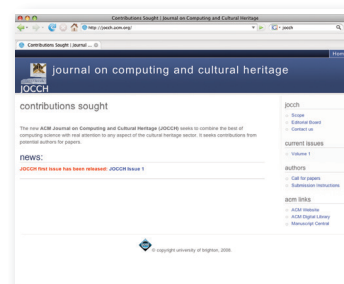 Contributions Sought | Journal on Computing and Cultural Heritage
http://jocch.acm.org/
jocch
Contributions Sought | Journal ...
Home
journal on computing and cultural heritage
JOCCH
contributions sought
The new ACM Journal on Computing and Cultural Heritage (JOCCH) seeks to combine the best of
computing science with real attention to any aspect of the cultural heritage sector. It seeks contributions from
potential authors for papers.
news:
JOCCH first issue has been released! JOCCH Issue 1
jocch
Scope
Editorial Board
Contact us
current issues
Volume 1
authors
Call for papers
Submission Instructions
acm links
ACM Website
ACM Digital Library
Manuscript Central
© copyright university of brighton, 2008.